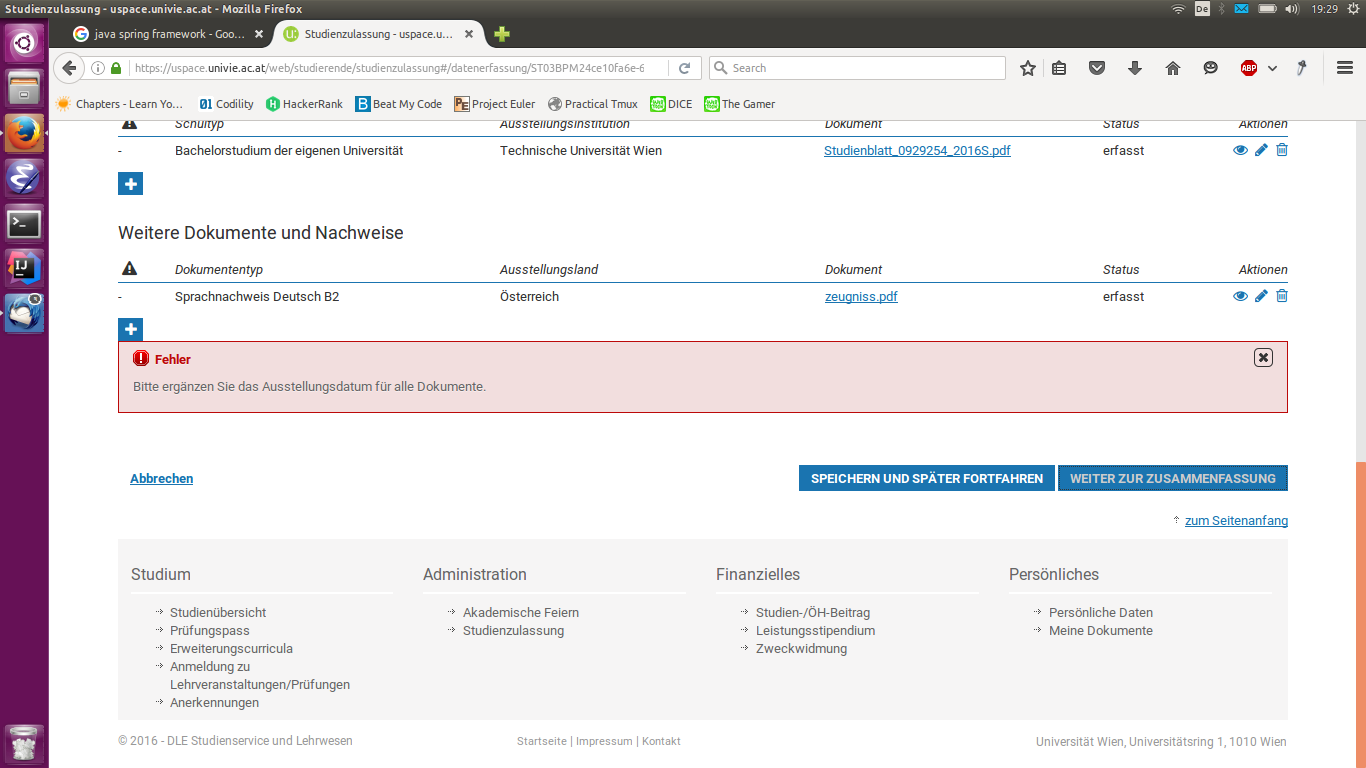 Studienzulassung - uspace.univie.ac.at - Mozilla Firefox
De
19:29
java spring framework - Goo...
Studienzulassung - uspace.u...
https://uspace.univie.ac.at/web/studierende/studienzulassung#/datenerfassung/ST03BPM24ce10fa6e-6
Search
ABP
Chapters - Learn Yo...
01 Codility
HackerRank
B Beat My Code
PE Project Euler
Practical Tmux
DICE
The Gamer
Schultyp Ausstellungsinstitution Dokument Status Aktionen
- Bachelorstudium der eigenen Universität Technische Universität Wien Studienblatt_0929254_2016S.pdf erfasst
Weitere Dokumente und Nachweise
Dokumententyp Ausstellungsland Dokument Status Aktionen
- Sprachnachweis Deutsch B2 Österreich zeugniss.pdf erfasst
Fehler
Bitte ergänzen Sie das Ausstellungsdatum für alle Dokumente.
Abbrechen
SPEICHERN UND SPÄTER FORTFAHREN
WEITER ZUR ZUSAMMENFASSUNG
zum Seitenanfang
Studium
Studienübersicht
Prüfungspass
Erweiterungscurricula
Anmeldung zu
Lehrveranstaltungen/Prüfungen
Anerkennungen
Administration
Akademische Feiern
Studienzulassung
Finanzielles
Studien-/ÖH-Beitrag
Leistungsstipendium
Zweckwidmung
Persönliches
Persönliche Daten
Meine Dokumente
© 2016 - DLE Studienservice und Lehrwesen
Startseite | Impressum | Kontakt
Universität Wien, Universitätsring 1, 1010 Wien